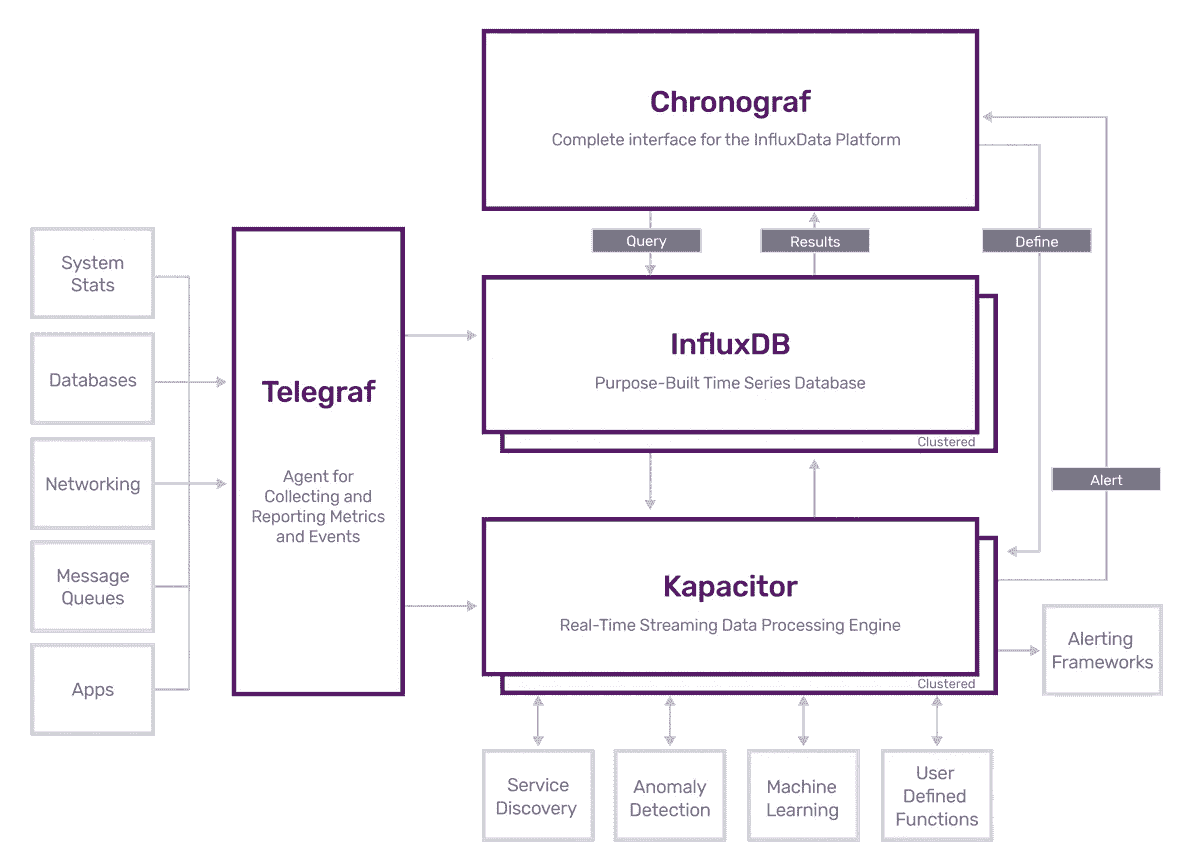 Chronograf
Complete interface for the InfluxData Platform
Query
Results
Define
System
Stats
Databases
Networking
Message
Queues
Apps
Telegraf
Agent for
Collecting and
Reporting Metrics
and Events
InfluxDB
Purpose-Built Time Series Database
Clustered
Alert
Kapacitor
Real-Time Streaming Data Processing Engine
Clustered
Alerting
Frameworks
Service
Discovery
Anomaly
Detection
Machine
Learning
User
Defined
Functions